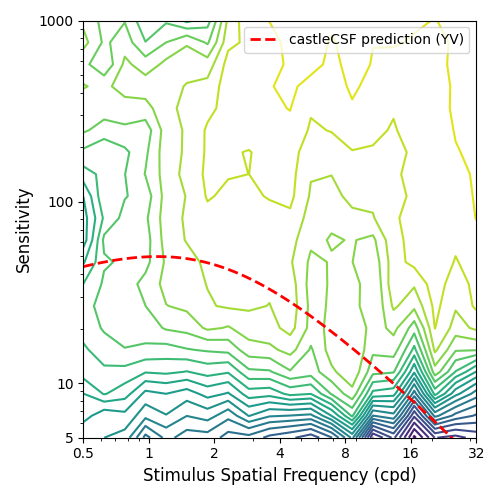 1000
castleCSF prediction (YV)
100
10
5
Sensitivity
0.5 1 2 4 8 16 32
Stimulus Spatial Frequency (cpd)